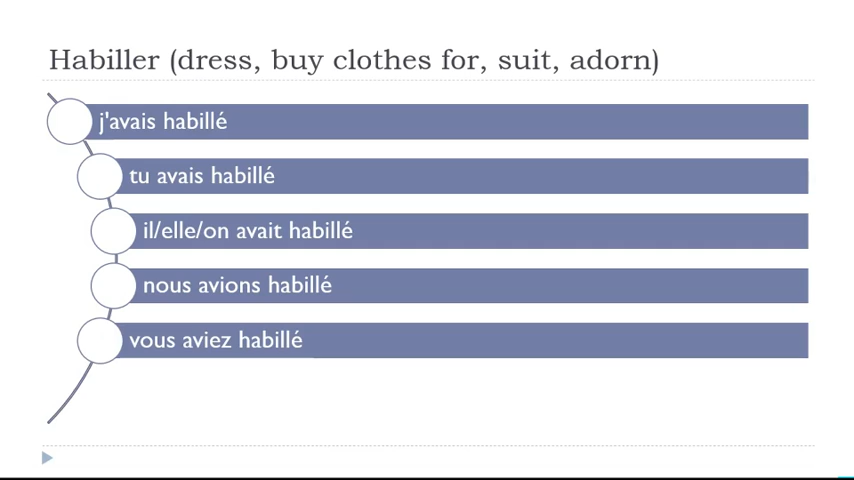 Habiller (dress, buy clothes for, suit, adorn)
j'avais habillé
tu avais habillé
il/elle/on avait habillé
nous avions habillé
vous aviez habillé